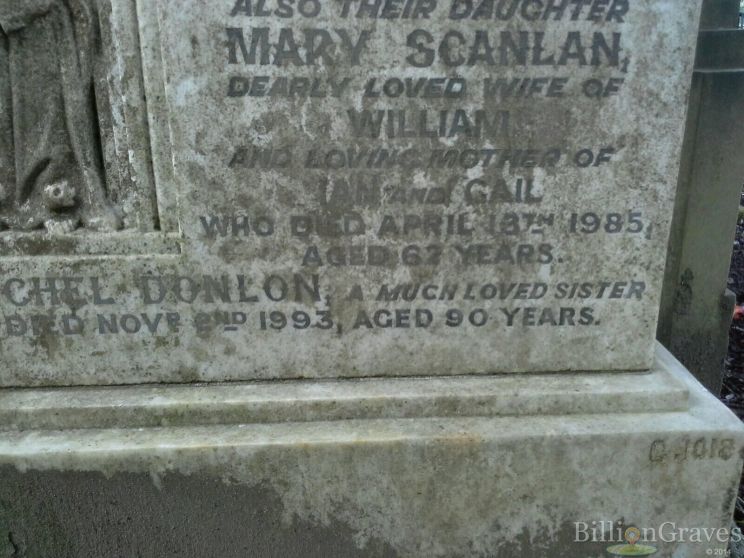 ALSO THEIR DAUGHTER
MARY SCANLAN,
DEARLY LOVED WIFE OF
WILLIAM
AND LOVING MOTHER OF
IAN AND GAIL
WHO DIED APRIL 13TH 1985,
AGED 62 YEARS.
CHEL DONLON, A MUCH LOVED SISTER
DIED NOVR 2ND 1993, AGED 90 YEARS.
BillionGraves
© 2014